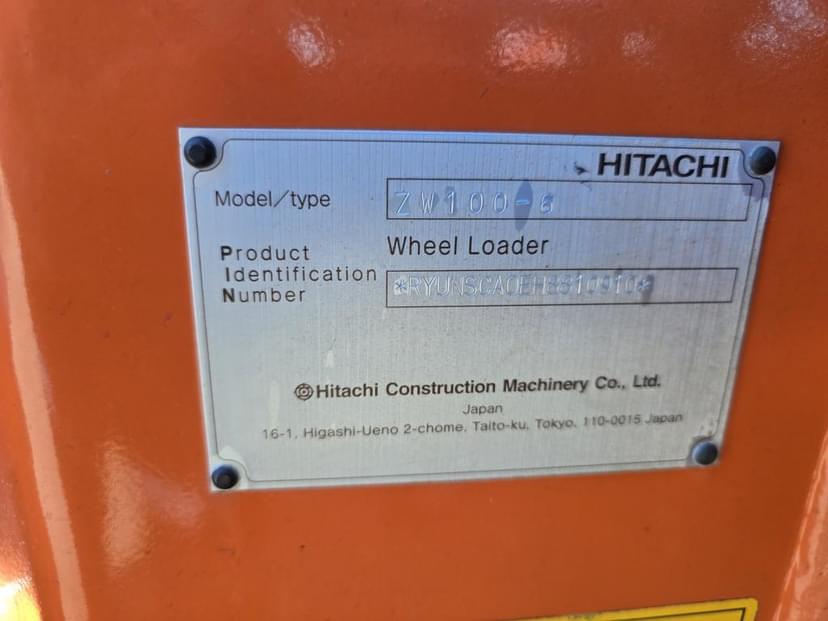 HITACHI
Model/type ZW100-6
Wheel Loader
Product
Identification
Number
Hitachi Construction Machinery Co., Ltd.
Japan
16-1, Higashi-Ueno 2-chome, Taito-ku, Tokyo, 110-0015 Japan